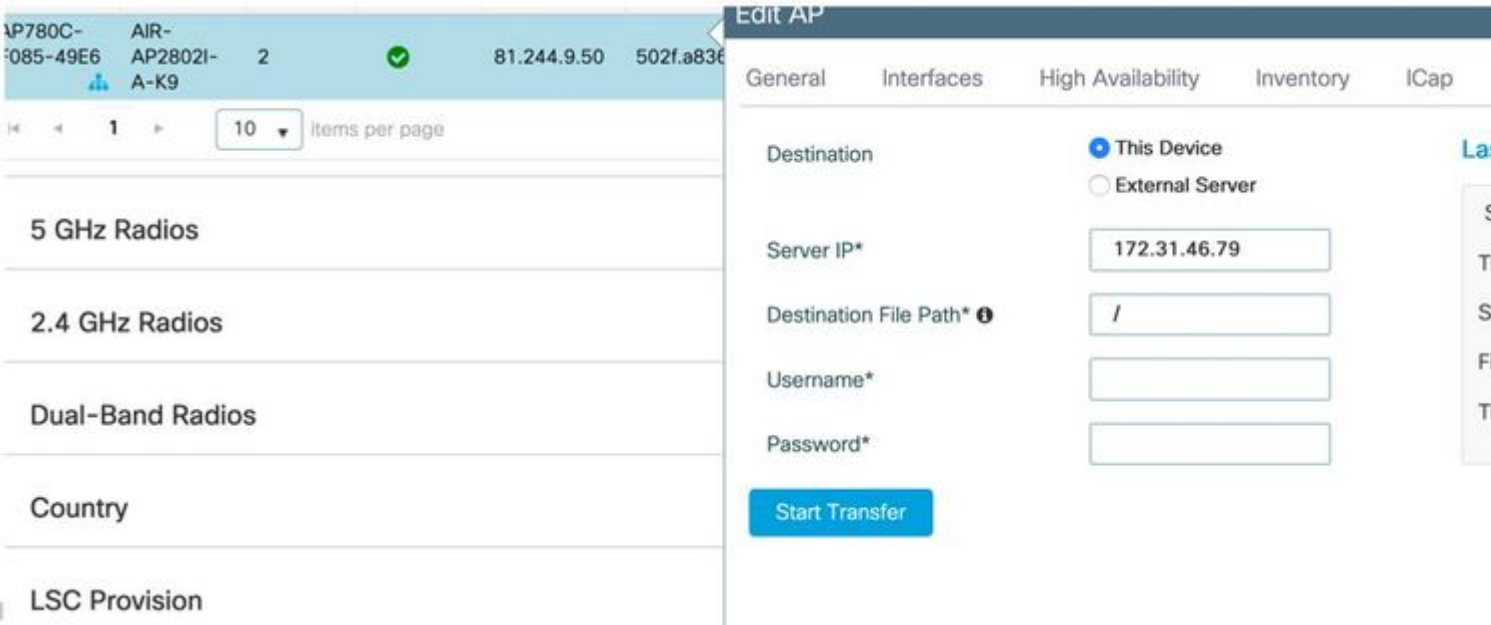 AP780C-
F085-49E6
AIR-
AP2802I-
A-K9
2
81.244.9.50
502f.a836
1
10
items per page
5 GHz Radios
2.4 GHz Radios
Dual-Band Radios
Country
LSC Provision
Edit AP
General Interfaces High Availability Inventory ICap
Destination
This Device
External Server
Server IP*
172.31.46.79
Destination File Path*
/
Username*
Password*
Start Transfer